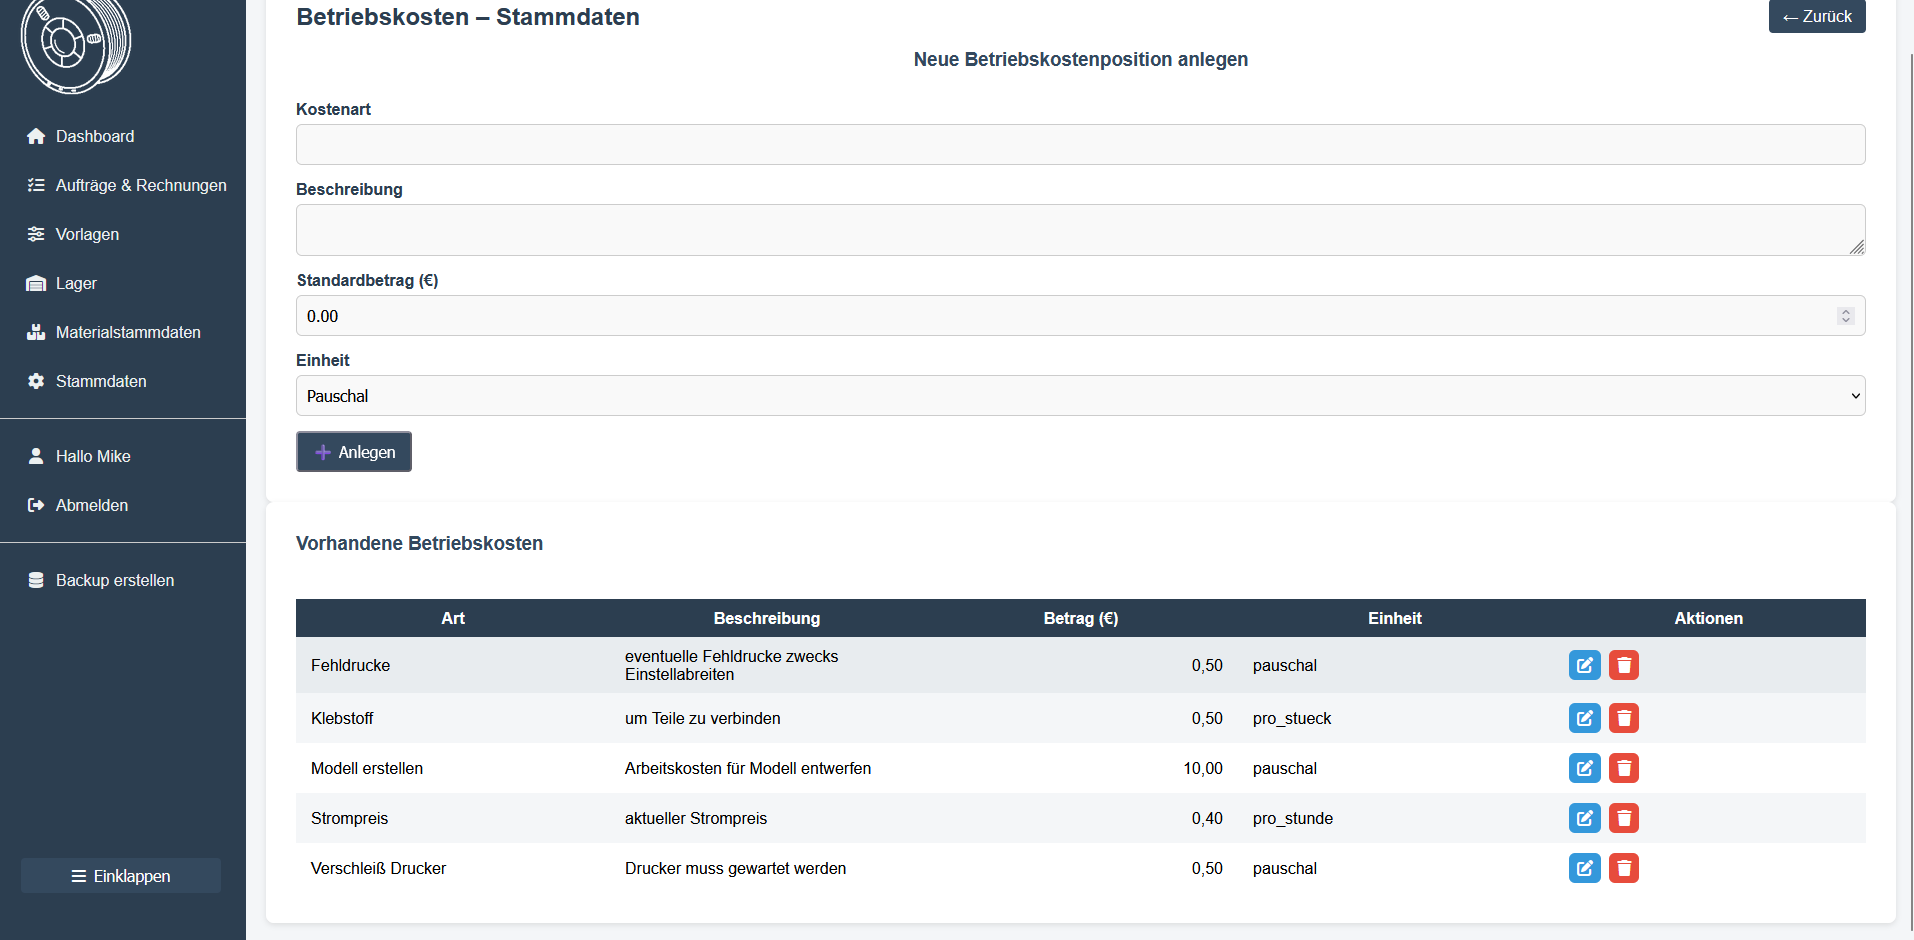 Betriebskosten – Stammdaten
← Zurück
Neue Betriebskostenposition anlegen
Kostenart
Beschreibung
Standardbetrag (€)
0.00
Einheit
Pauschal
Anlegen
Dashboard
Aufträge & Rechnungen
Vorlagen
Lager
Materialstammdaten
Stammdaten
Hallo Mike
Abmelden
Backup erstellen
Einklappen
Vorhandene Betriebskosten
Art Beschreibung Betrag (€) Einheit Aktionen
Fehldrucke eventuelle Fehldrucke zwecks
Einstellabreiten 0,50 pauschal
Klebstoff um Teile zu verbinden 0,50 pro_stueck
Modell erstellen Arbeitskosten für Modell entwerfen 10,00 pauschal
Strompreis aktueller Strompreis 0,40 pro_stunde
Verschleiß Drucker Drucker muss gewartet werden 0,50 pauschal